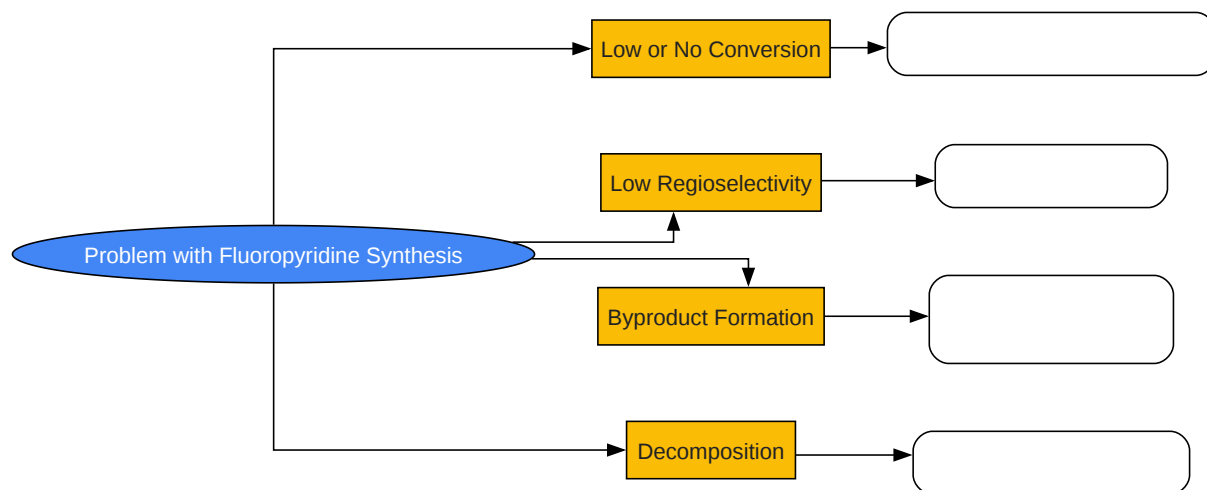 Low or No Conversion
Low Regioselectivity
Problem with Fluoropyridine Synthesis
Byproduct Formation
Decomposition